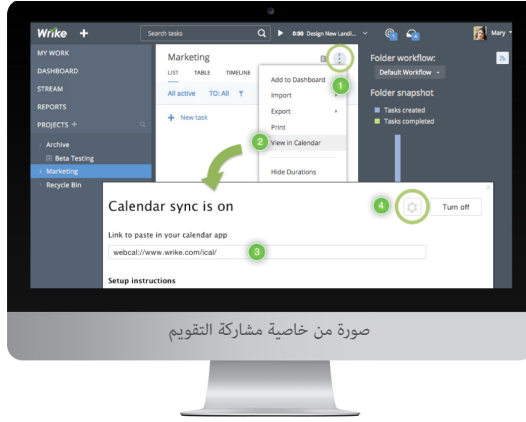 Wrike +
Search tasks
0:00 Design New Landi...
Mary
MY WORK
DASHBOARD
STREAM
REPORTS
PROJECTS +
Archive
Beta Testing
Marketing
Recycle Bin
Marketing
LIST TABLE TIMELINE
All active TO: All
+ New task
Add to Dashboard
1
Import
Export
Print
2
View in Calendar
Hide Durations
Folder workflow:
Default Workflow
Folder snapshot
Tasks created
Tasks completed
Calendar sync is on
4
Turn off
Link to paste in your calendar app
webcal://www.wrike.com/ical/
3
Setup instructions
صورة من خاصية مشاركة التقويم